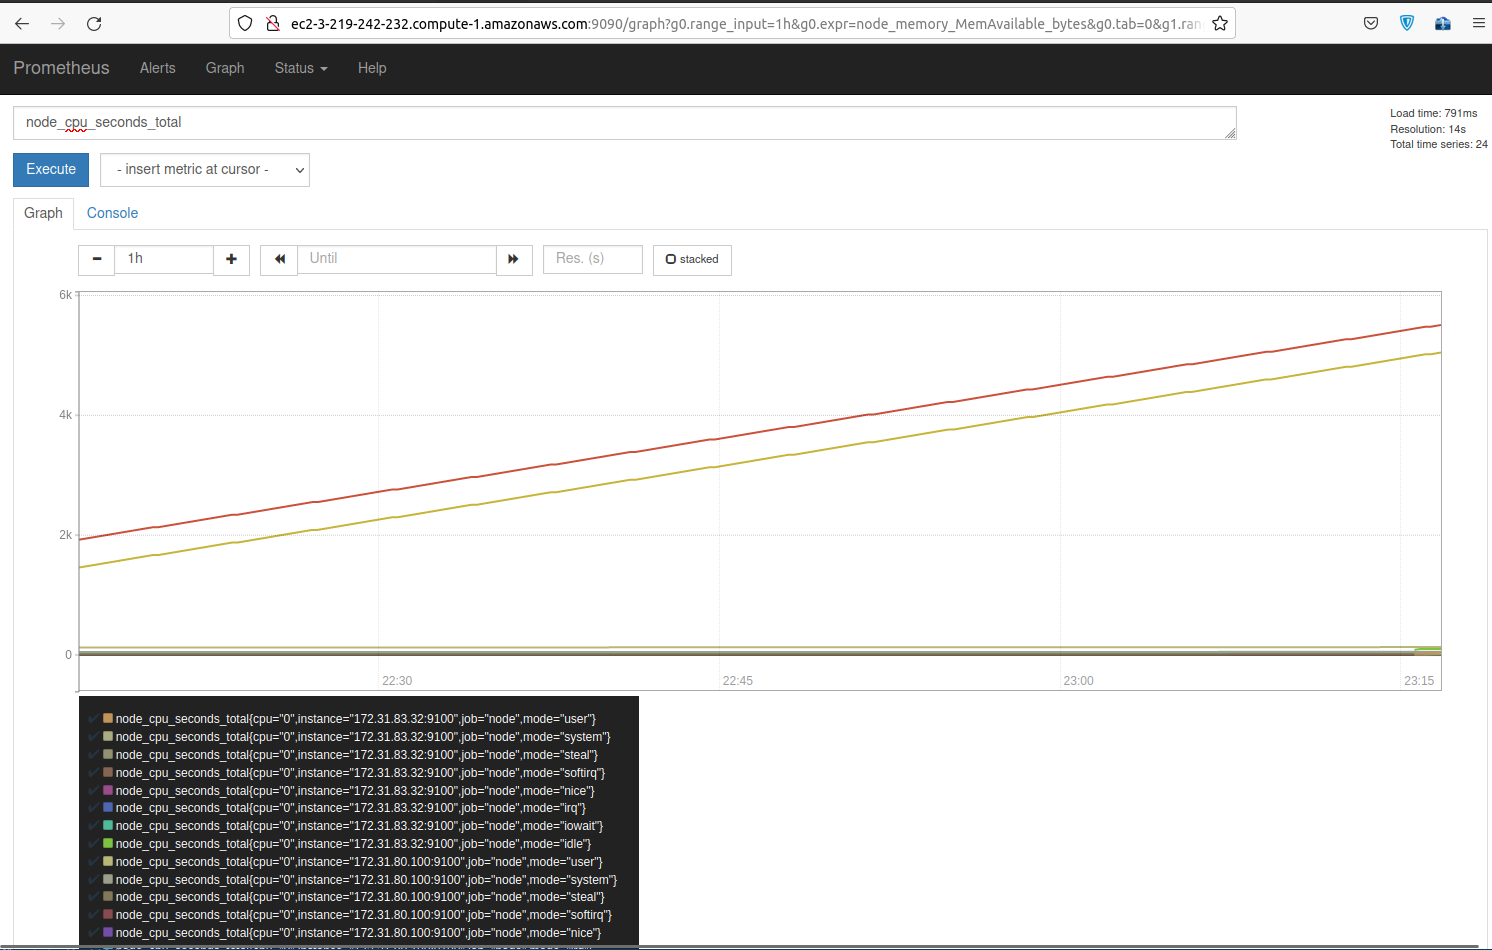 ec2-3-219-242-232.compute-1.amazonaws.com:9090/graph?g0.range_input=1h&g0.expr=node_memory_MemAvailable_bytes&g0.tab=0&g1.ran
Prometheus Alerts Graph Status Help
node_cpu_seconds_total
Load time: 791ms
Resolution: 14s
Total time series: 24
Execute - insert metric at cursor -
Graph Console
1h Until Res. (s) stacked
6k
4k
2k
0
22:30 22:45 23:00 23:15
node_cpu_seconds_total{cpu="0",instance="172.31.83.32:9100",job="node",mode="user"}
node_cpu_seconds_total{cpu="0",instance="172.31.83.32:9100",job="node",mode="system"}
node_cpu_seconds_total{cpu="0",instance="172.31.83.32:9100",job="node",mode="steal"}
node_cpu_seconds_total{cpu="0",instance="172.31.83.32:9100",job="node",mode="softirq"}
node_cpu_seconds_total{cpu="0",instance="172.31.83.32:9100",job="node",mode="nice"}
node_cpu_seconds_total{cpu="0",instance="172.31.83.32:9100",job="node",mode="irq"}
node_cpu_seconds_total{cpu="0",instance="172.31.83.32:9100",job="node",mode="iowait"}
node_cpu_seconds_total{cpu="0",instance="172.31.83.32:9100",job="node",mode="idle"}
node_cpu_seconds_total{cpu="0",instance="172.31.80.100:9100",job="node",mode="user"}
node_cpu_seconds_total{cpu="0",instance="172.31.80.100:9100",job="node",mode="system"}
node_cpu_seconds_total{cpu="0",instance="172.31.80.100:9100",job="node",mode="steal"}
node_cpu_seconds_total{cpu="0",instance="172.31.80.100:9100",job="node",mode="softirq"}
node_cpu_seconds_total{cpu="0",instance="172.31.80.100:9100",job="node",mode="nice"}